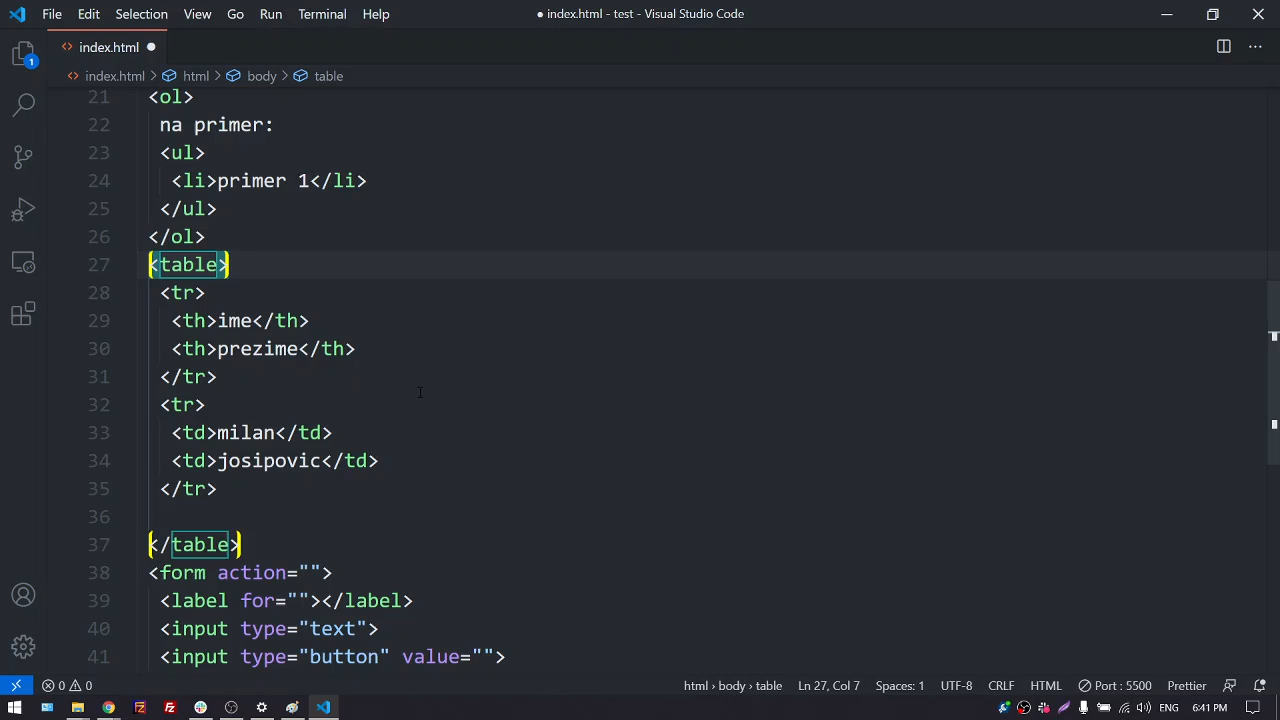 File Edit Selection View Go Run Terminal Help ● index.html - test - Visual Studio Code
1
<> index.html ●
<> index.html > html > body > table
21 <ol>
22 na primer:
23 <ul>
24 <li>primer 1</li>
25 </ul>
26 </ol>
27 <table>
28 <tr>
29 <th>ime</th>
30 <th>prezime</th>
31 </tr>
32 <tr>
33 <td>milan</td>
34 <td>josipovic</td>
35 </tr>
36
37 </table>
38 <form action="">
39 <label for=""></label>
40 <input type="text">
41 <input type="button" value="">
0 0 html > body > table Ln 27, Col 7 Spaces: 1 UTF-8 CRLF HTML Port : 5500 Prettier
ENG 6:41 PM